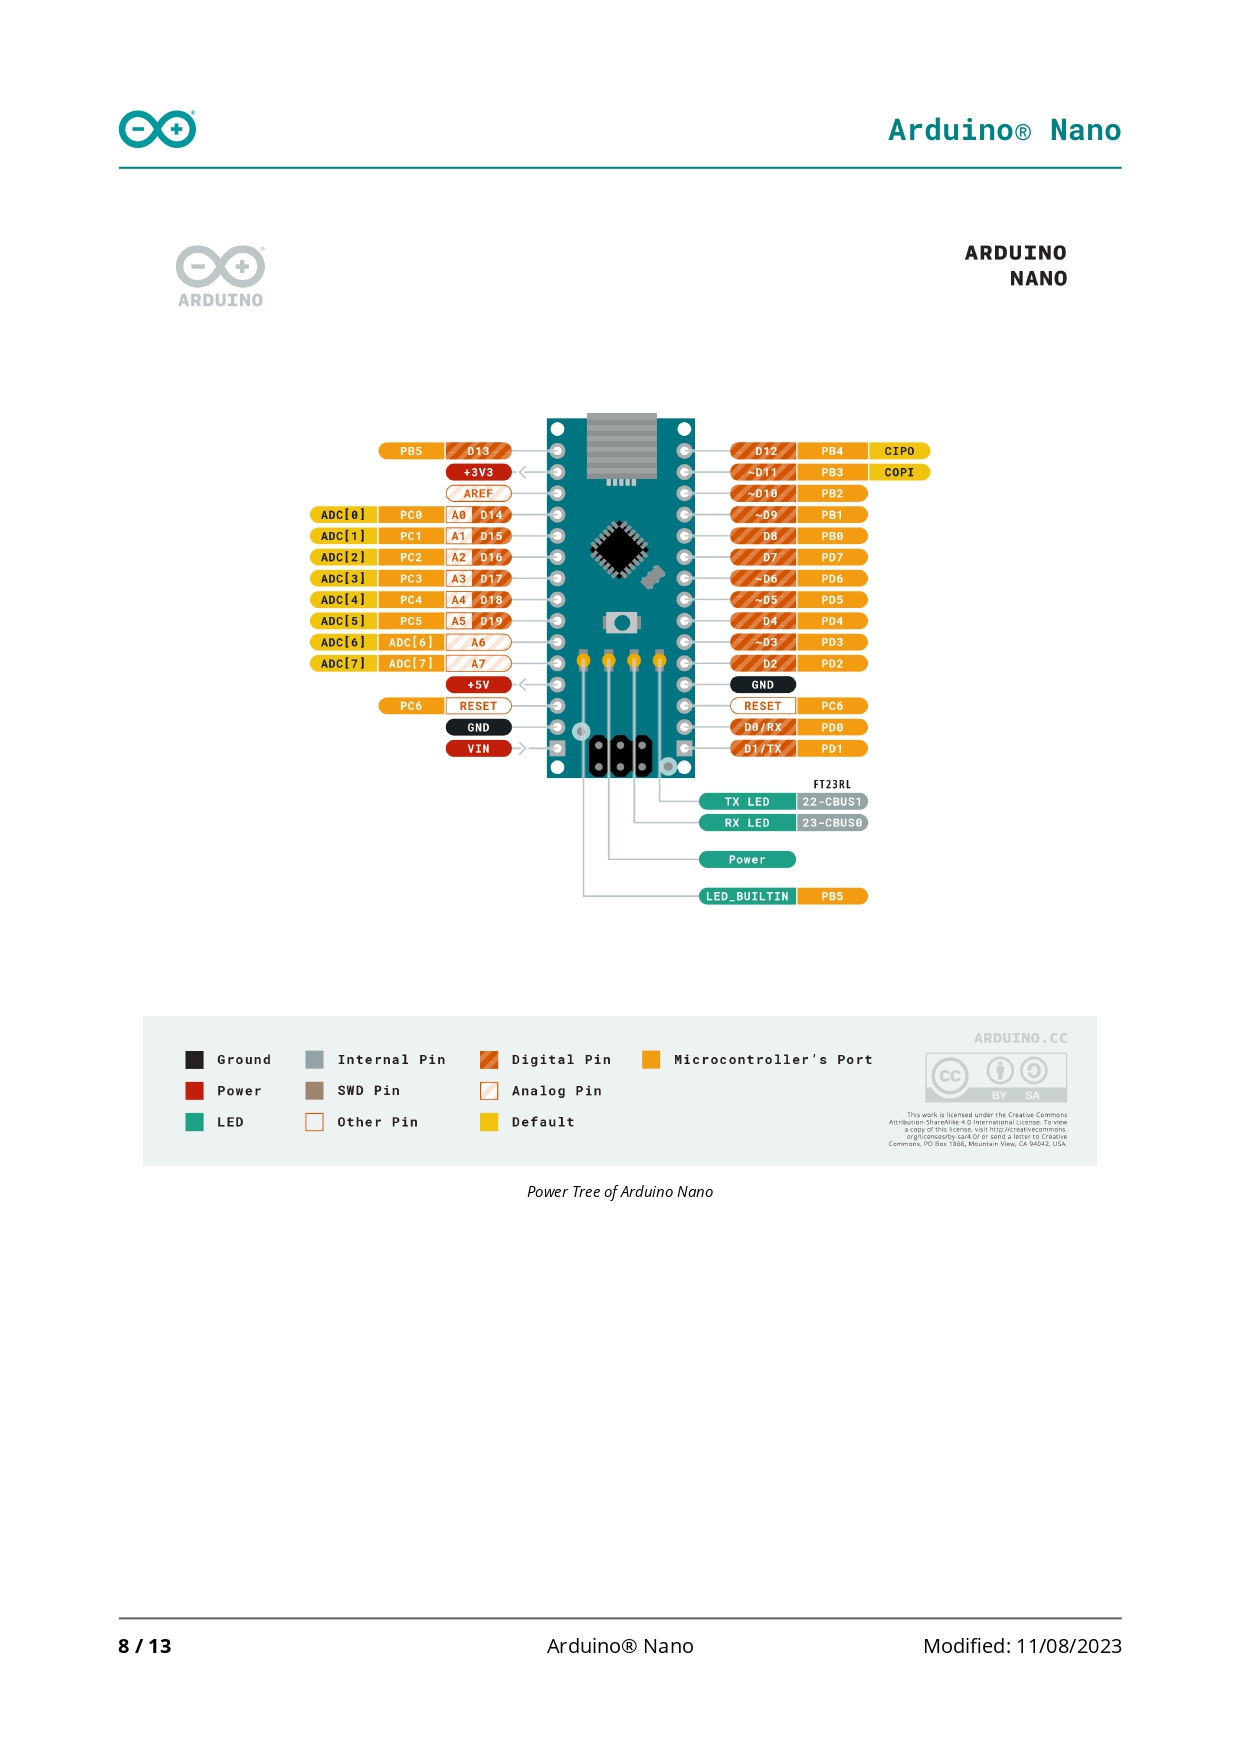 Arduino® Nano
ARDUINO
ARDUINO
NANO
PB5 D13
D12 PB4 CIPO
+3V3
~D11 PB3 COPI
AREF
~D10 PB2
ADC[0] PC0 A0 D14
~D9 PB1
ADC[1] PC1 A1 D15
D8 PB0
ADC[2] PC2 A2 D16
D7 PD7
ADC[3] PC3 A3 D17
~D6 PD6
ADC[4] PC4 A4 D18
~D5 PD5
ADC[5] PC5 A5 D19
D4 PD4
ADC[6] ADC[6] A6
~D3 PD3
ADC[7] ADC[7] A7
D2 PD2
+5V
GND
PC6 RESET
RESET PC6
GND
D0/RX PD0
VIN
D1/TX PD1
FT23RL
TX LED 22-CBUS1
RX LED 23-CBUS0
Power
LED_BUILTIN PB5
Ground
Internal Pin
Digital Pin
Microcontroller's Port
Power
SWD Pin
Analog Pin
LED
Other Pin
Default
ARDUINO.CC
CC
BY SA
This work is licensed under the Creative Commons
Attribution-ShareAlike 4.0 International License. To view
a copy of this license, visit http://creativecommons.
org/licenses/by-sa/4.0/ or send a letter to Creative
Commons, PO Box 1866, Mountain View, CA 94042, USA.
Power Tree of Arduino Nano
8 / 13
Arduino® Nano
Modified: 11/08/2023